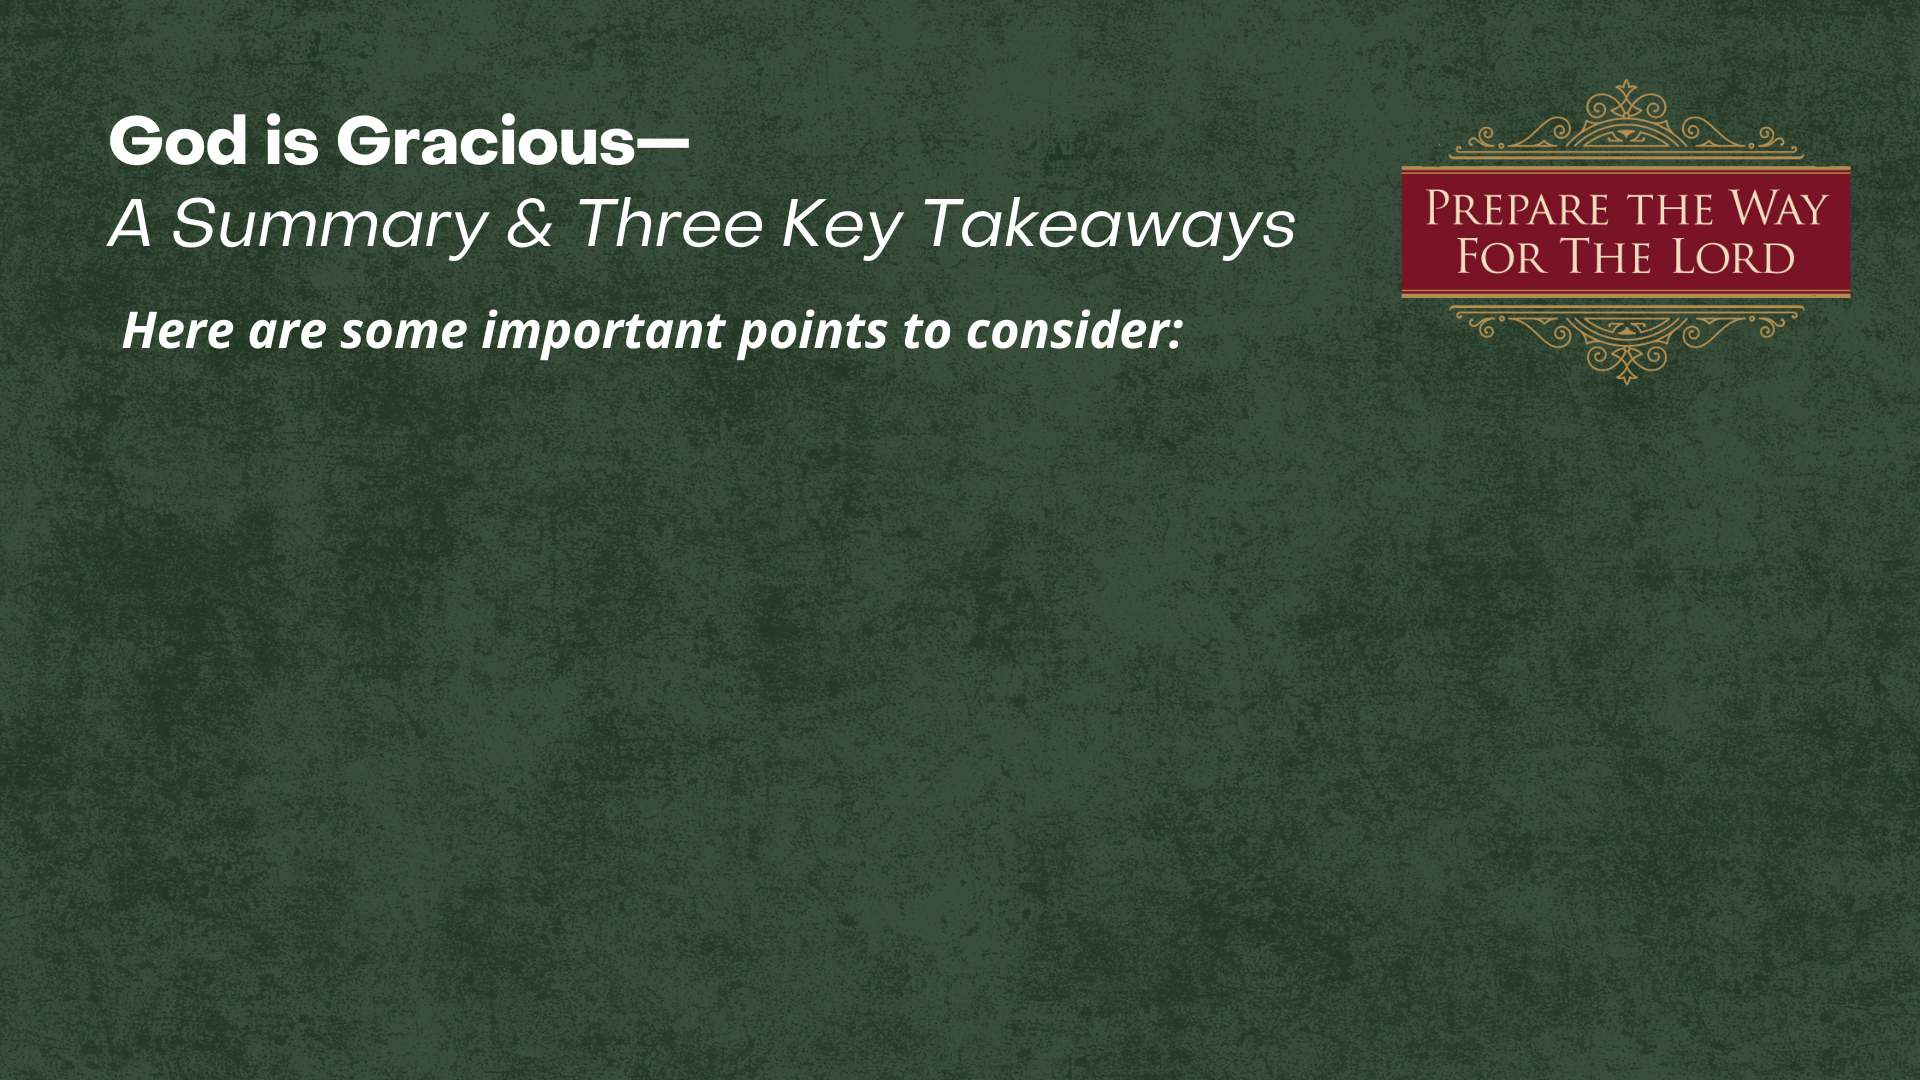 God is Gracious—
A Summary & Three Key Takeaways
Here are some important points to consider:
PREPARE THE WAY
FOR THE LORD